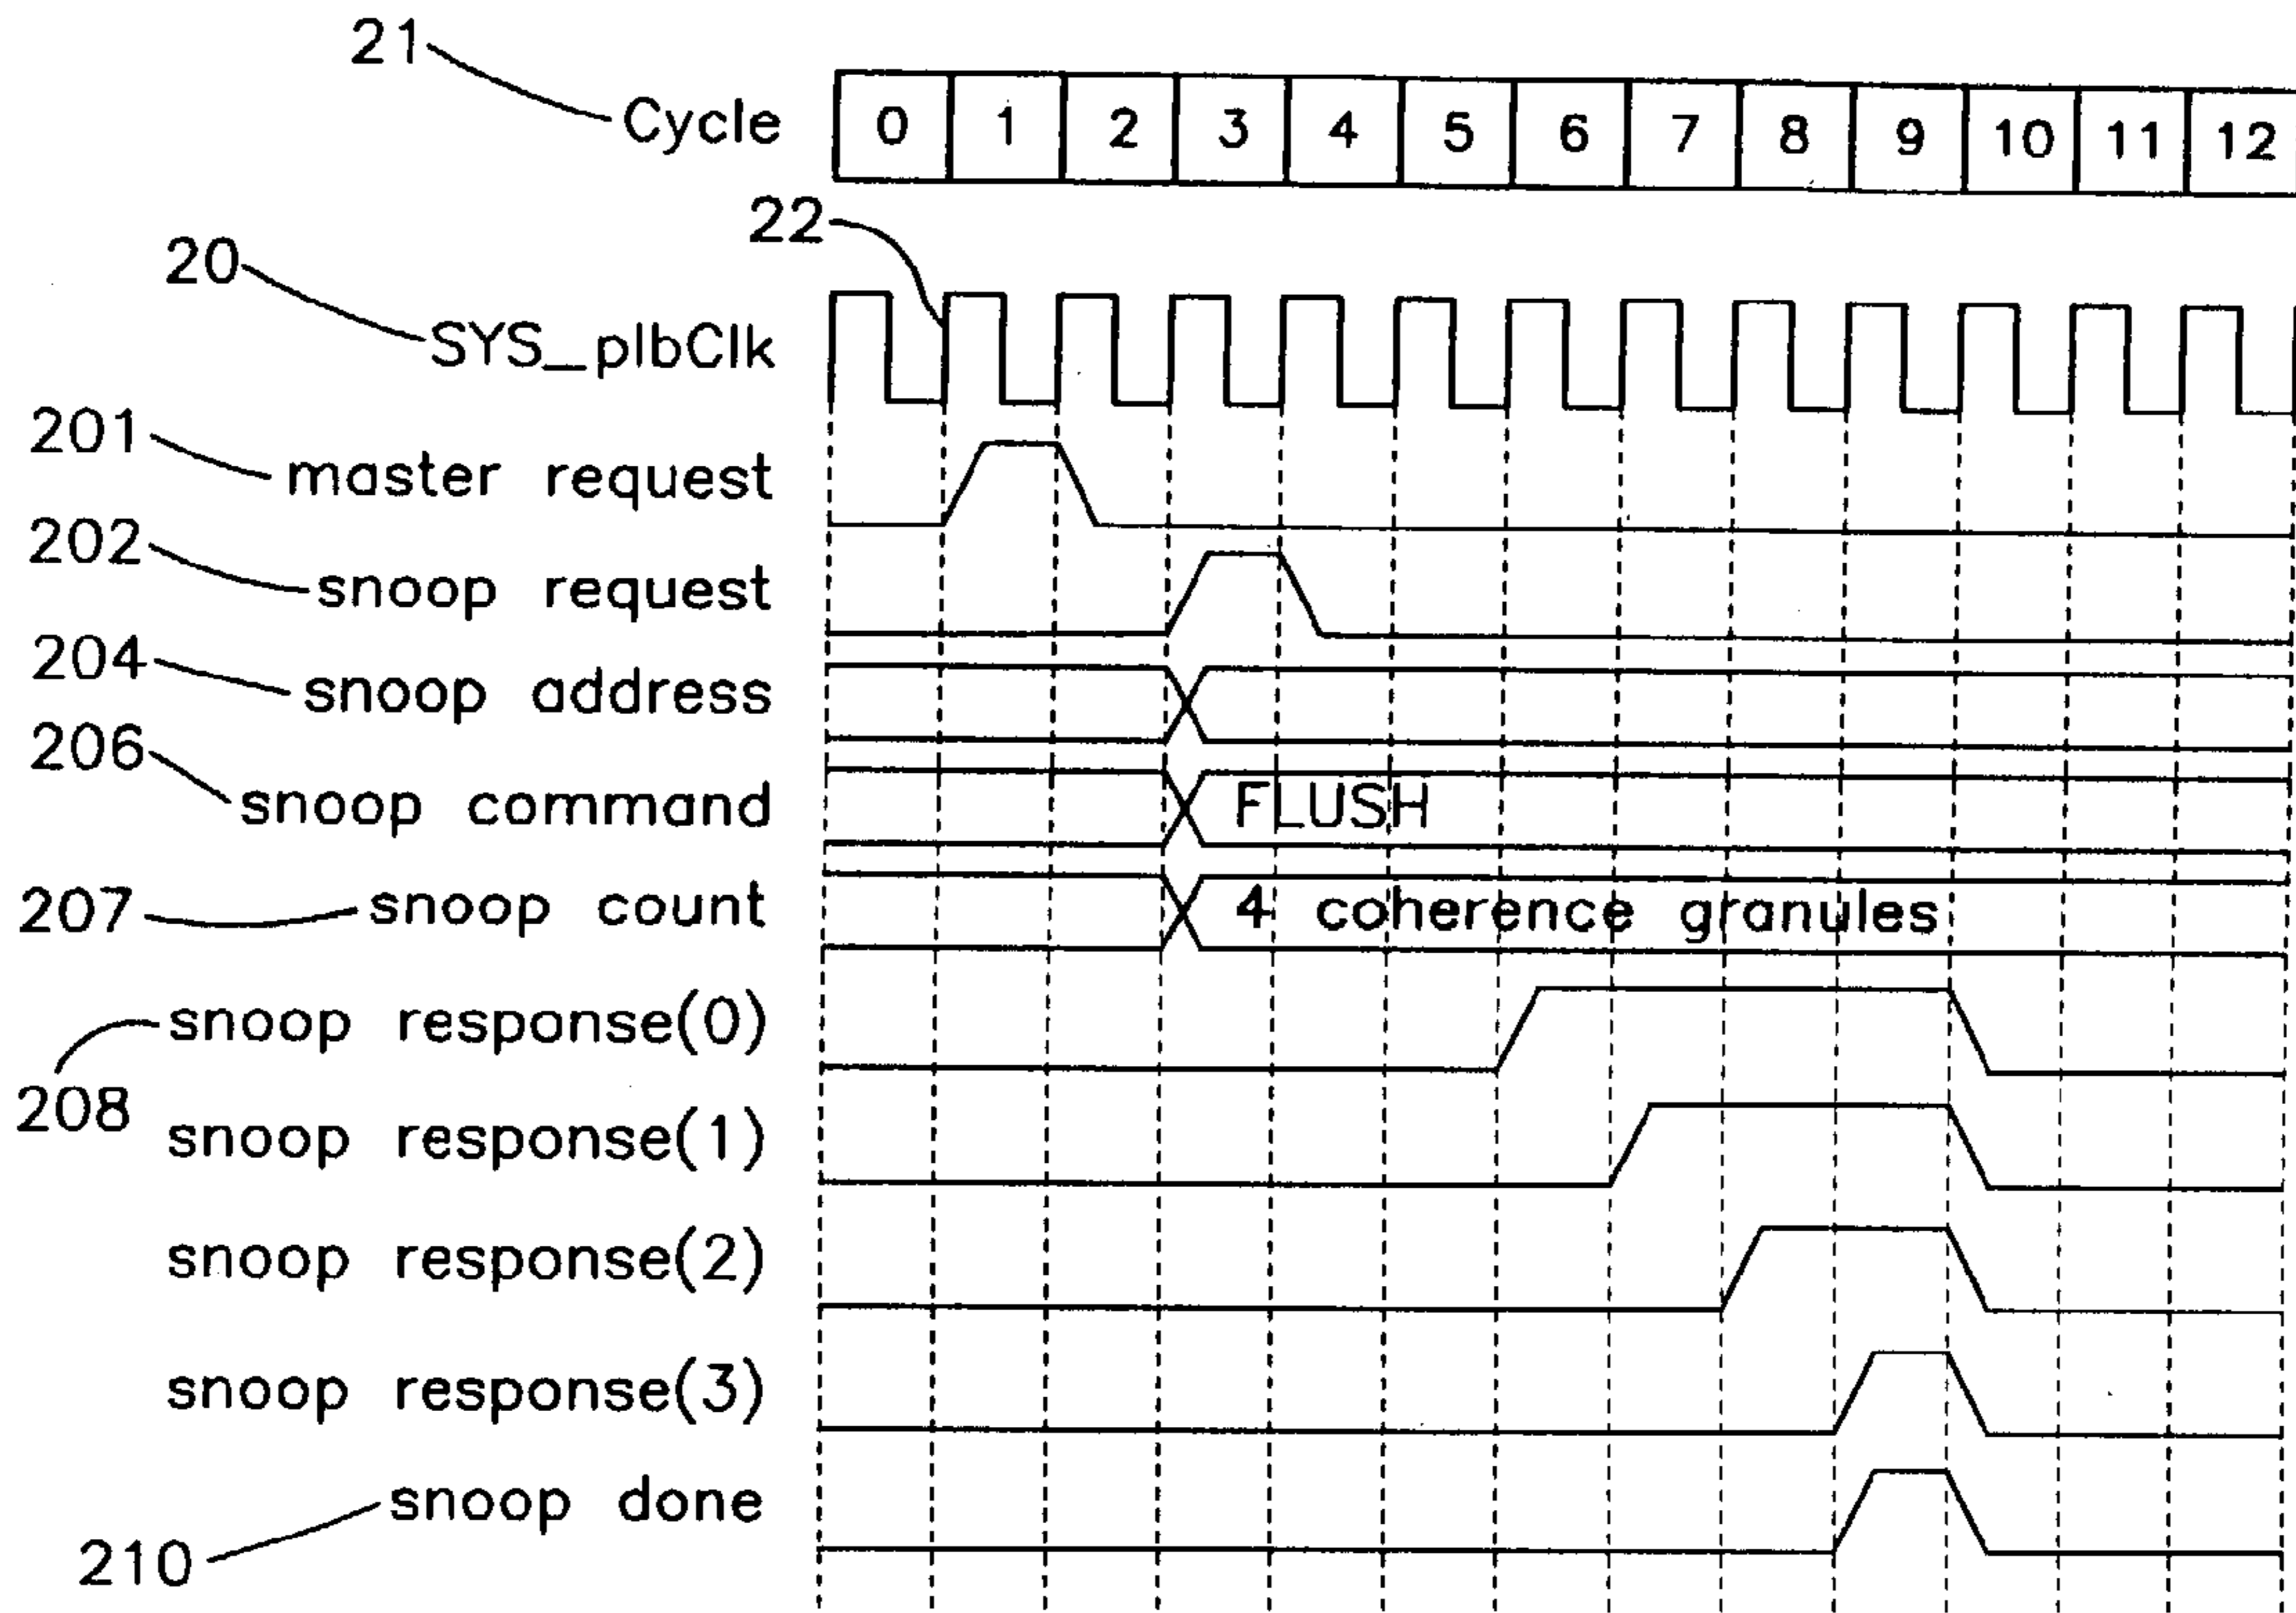 21
Cycle 0 1 2 3 4 5 6 7 8 9 10 11 12
22
20
SYS_plbClk
201
master request
202
snoop request
204
snoop address
206
snoop command FLUSH
207 snoop count 4 coherence granules
snoop response(0)
208
snoop response(1)
snoop response(2)
snoop response(3)
snoop done
210